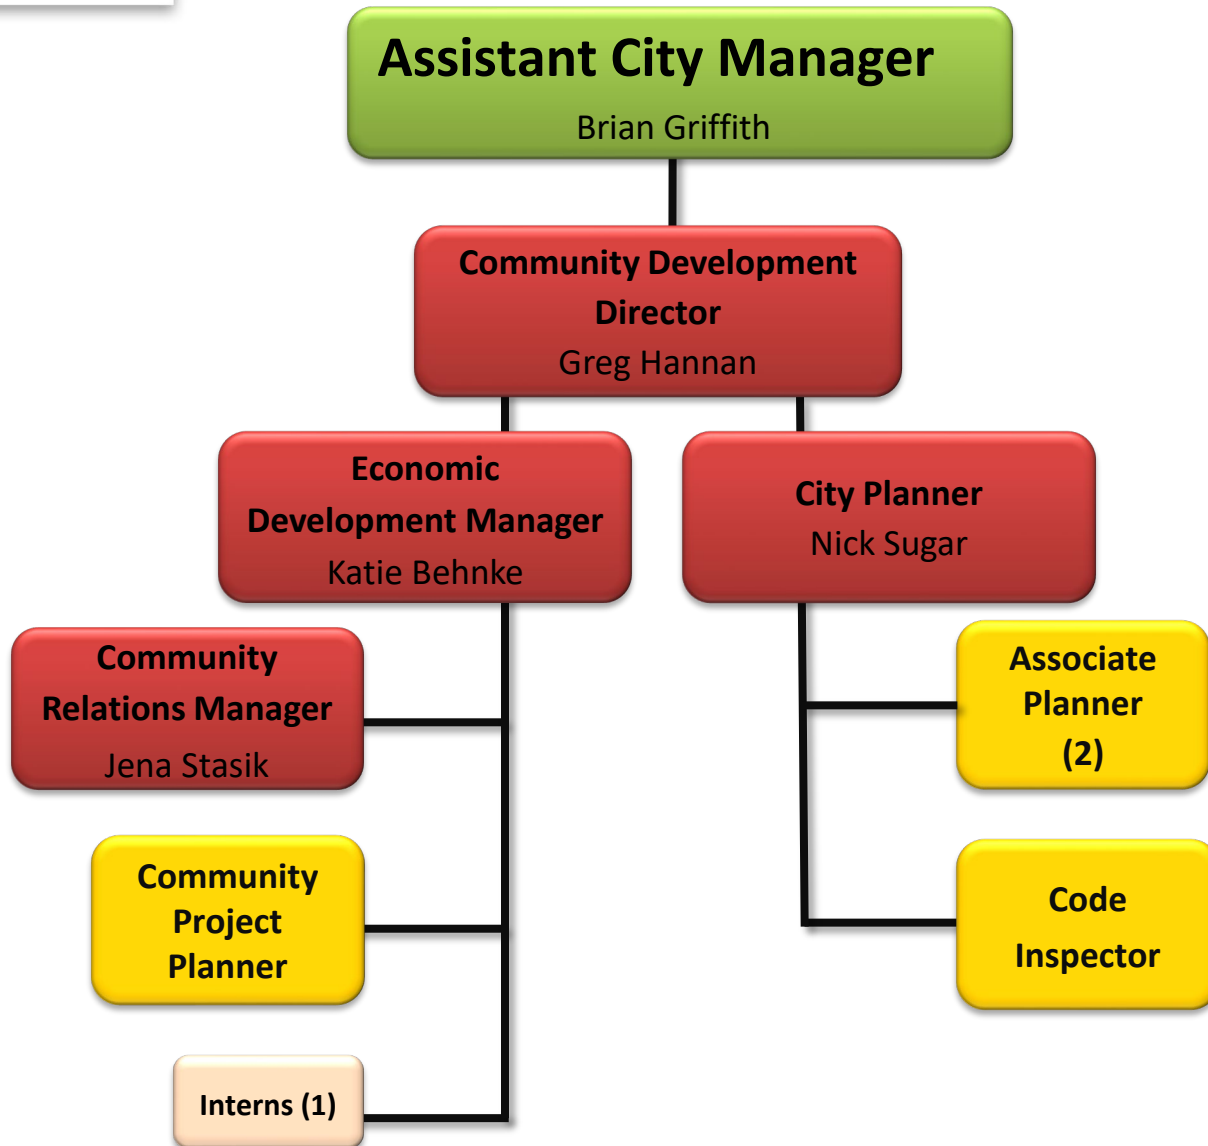 Assistant City Manager
Brian Griffith
Community Development
Director
Greg Hannan
Economic
Development Manager
Katie Behnke
City Planner
Nick Sugar
Community
Relations Manager
Jena Stasik
Associate
Planner
(2)
Community
Project
Planner
Code
Inspector
Interns (1)